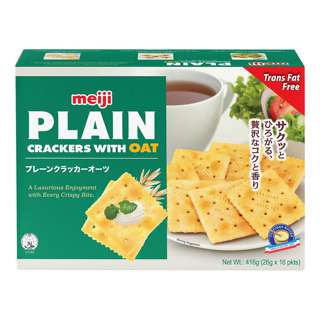 meiji
PLAIN
CRACKERS WITH OAT
プレーンクラッカーオーツ
A Luxurious Enjoyment
with Every Crispy Bite.
Trans Fat
Free
サクッと
ひろがる、
贅沢なコクと香り
Net Wt.: 416g (26g x 16 pkts)